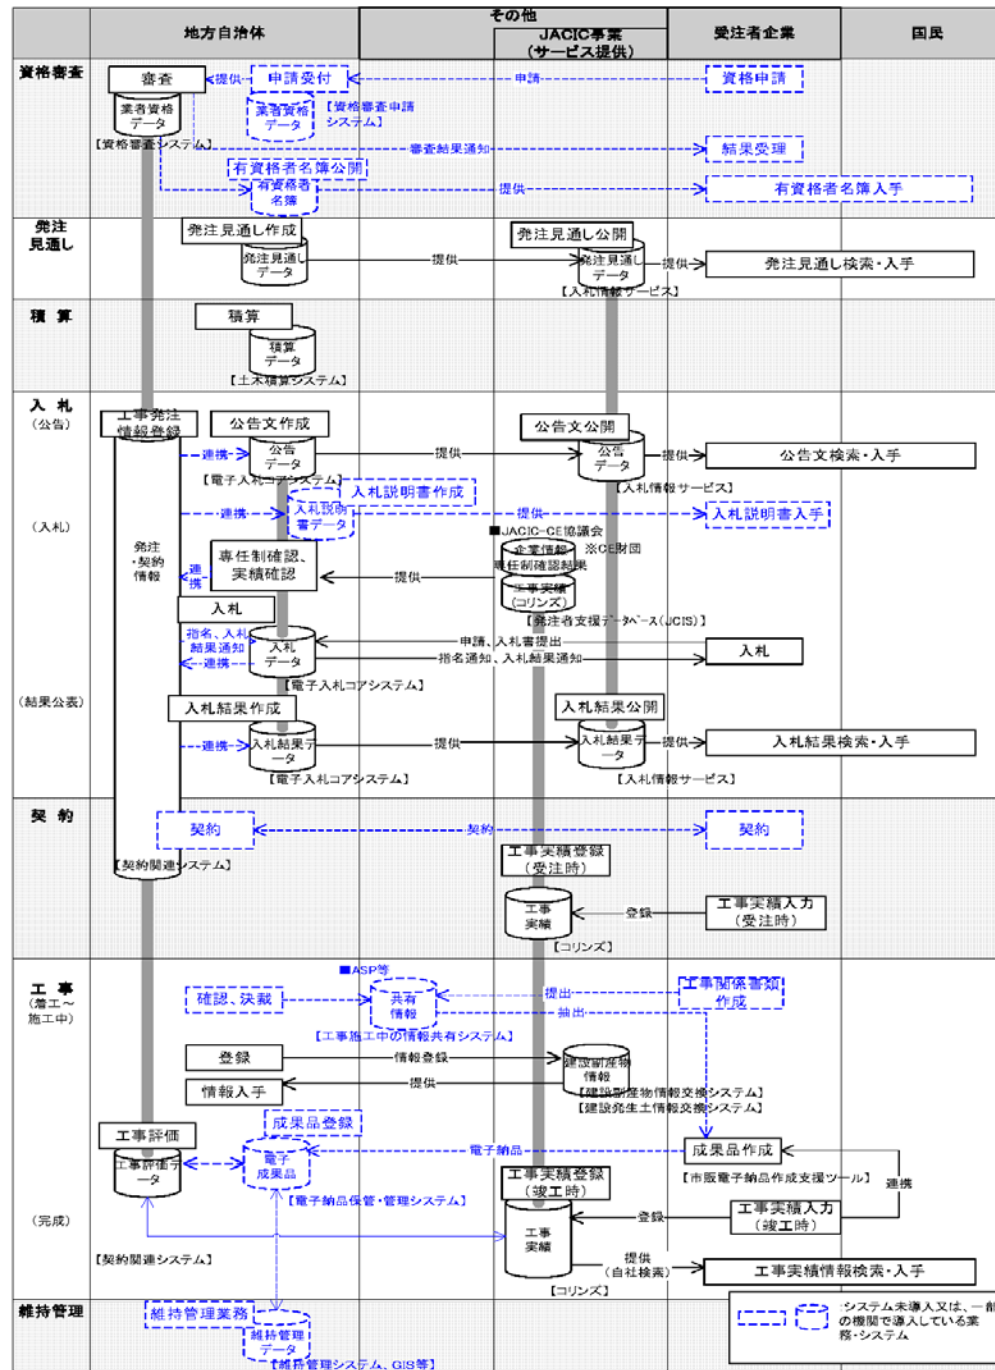 地方自治体
その他
JACIC事業
(サービス提供)
受注者企業
国民
資格審査
審査
提供
申請受付
申請
資格申請
業者資格
データ
業者資格
データ
【資格審査申請
システム】
【資格審査システム】
審査結果通知
結果受理
有資格者名簿公開
有資格者
名簿
提供
有資格者名簿入手
発注
見通し
発注見通し作成
発注見通し
データ
提供
発注見通し公開
発注見通し
データ
提供
発注見通し検索・入手
【入札情報サービス】
積 算
積算
積算
データ
【土木積算システム】
入 札
(公告)
工事発注
情報登録
公告文作成
連携
公告
データ
提供
公告文公開
公告
データ
提供
公告文検索・入手
【電子入札コアシステム】
【入札情報サービス】
入札説明書作成
(入札)
連携
入札説明
書データ
提供
入札説明書入手
■JACIC-CE協議会
企業情報
※CE財団
専任制確認結果
発注
・契約
情報
専任制確認、
実績確認
連
携
提供
工事実績
(コリンズ)
【発注者支援データベース(JCIS)】
入札
指名、入札
結果通知
連携
入札
データ
申請、入札書提出
指名通知、入札結果通知
入札
【電子入札コアシステム】
(結果公表)
入札結果作成
連携
入札結果デ
ータ
提供
入札結果公開
入札結果デ
ータ
提供
入札結果検索・入手
【電子入札コアシステム】
【入札情報サービス】
契 約
契約
契約
契約
【契約関連システム】
工事実績登録
(受注時)
工事
実績
登録
工事実績入力
(受注時)
【コリンズ】
工 事
(着工～
施工中)
■ASP等
確認、決裁
共有
情報
提出
抽出
工事関係書類
作成
【工事施工中の情報共有システム】
登録
情報登録
建設副産物
情報
情報入手
提供
【建設副産物情報交換システム】
【建設発生土情報交換システム】
成果品登録
工事評価
工事評価デ
ータ
電子
成果品
電子納品
成果品作成
【市販電子納品作成支援ツール】
連携
【電子納品保管・管理システム】
工事実績登録
(竣工時)
(完成)
工事
実績
登録
工事実績入力
(竣工時)
【契約関連システム】
提供
(自社検索)
工事実績情報検索・入手
【コリンズ】
維持管理
維持管理業務
維持管理
データ
【維持管理システム、GIS等】
:システム未導入又は、一部
の機関で導入している業
務・システム